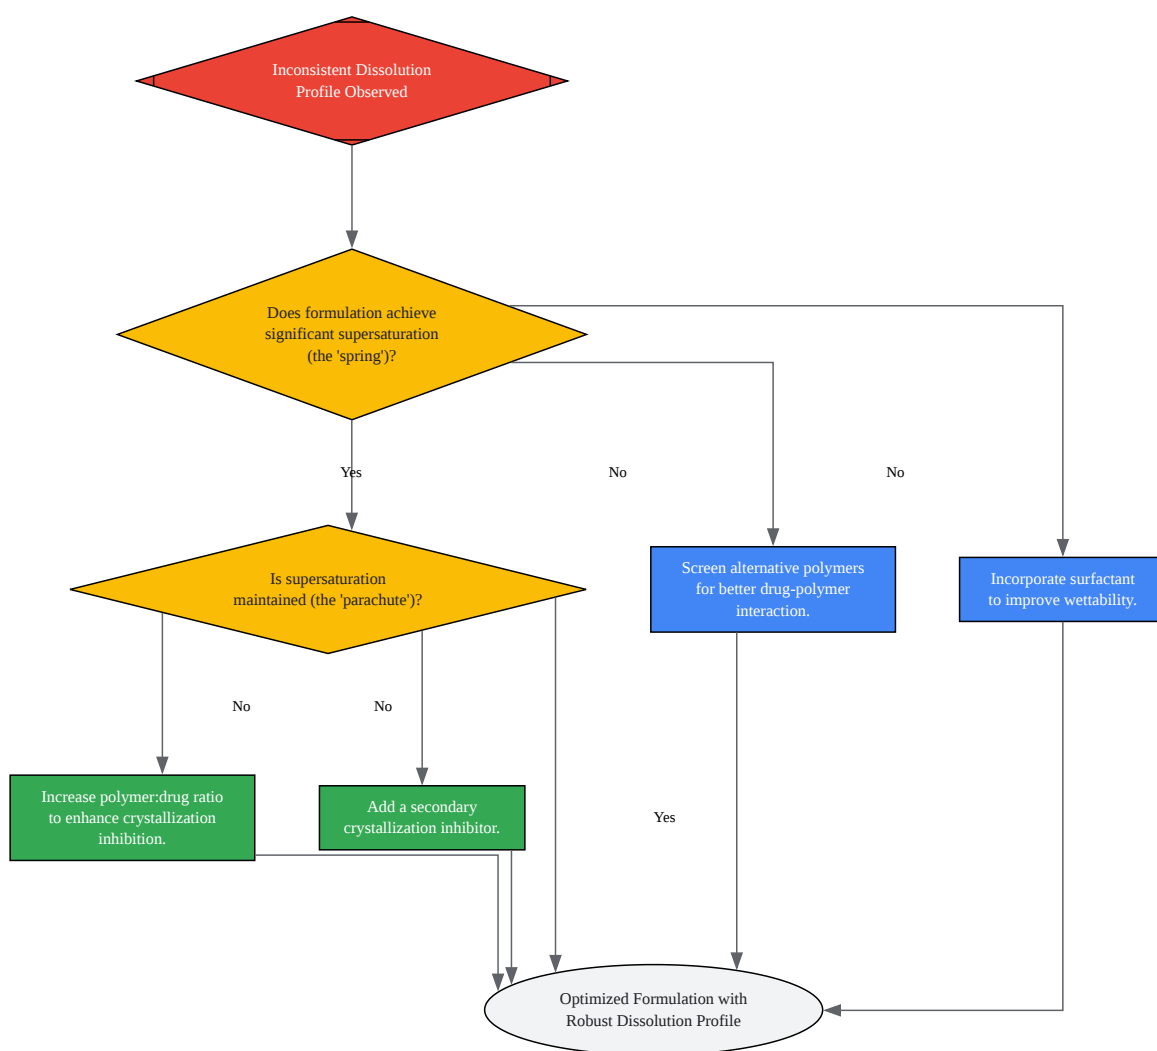 Inconsistent Dissolution
Profile Observed
Does formulation achieve
significant supersaturation
(the 'spring')?
Yes
No
No
Is supersaturation
maintained (the 'parachute')?
Screen alternative polymers
for better drug-polymer
interaction.
Incorporate surfactant
to improve wettability.
No
No
Increase polymer:drug ratio
to enhance crystallization
inhibition.
Add a secondary
crystallization inhibitor.
Yes
Optimized Formulation with
Robust Dissolution Profile